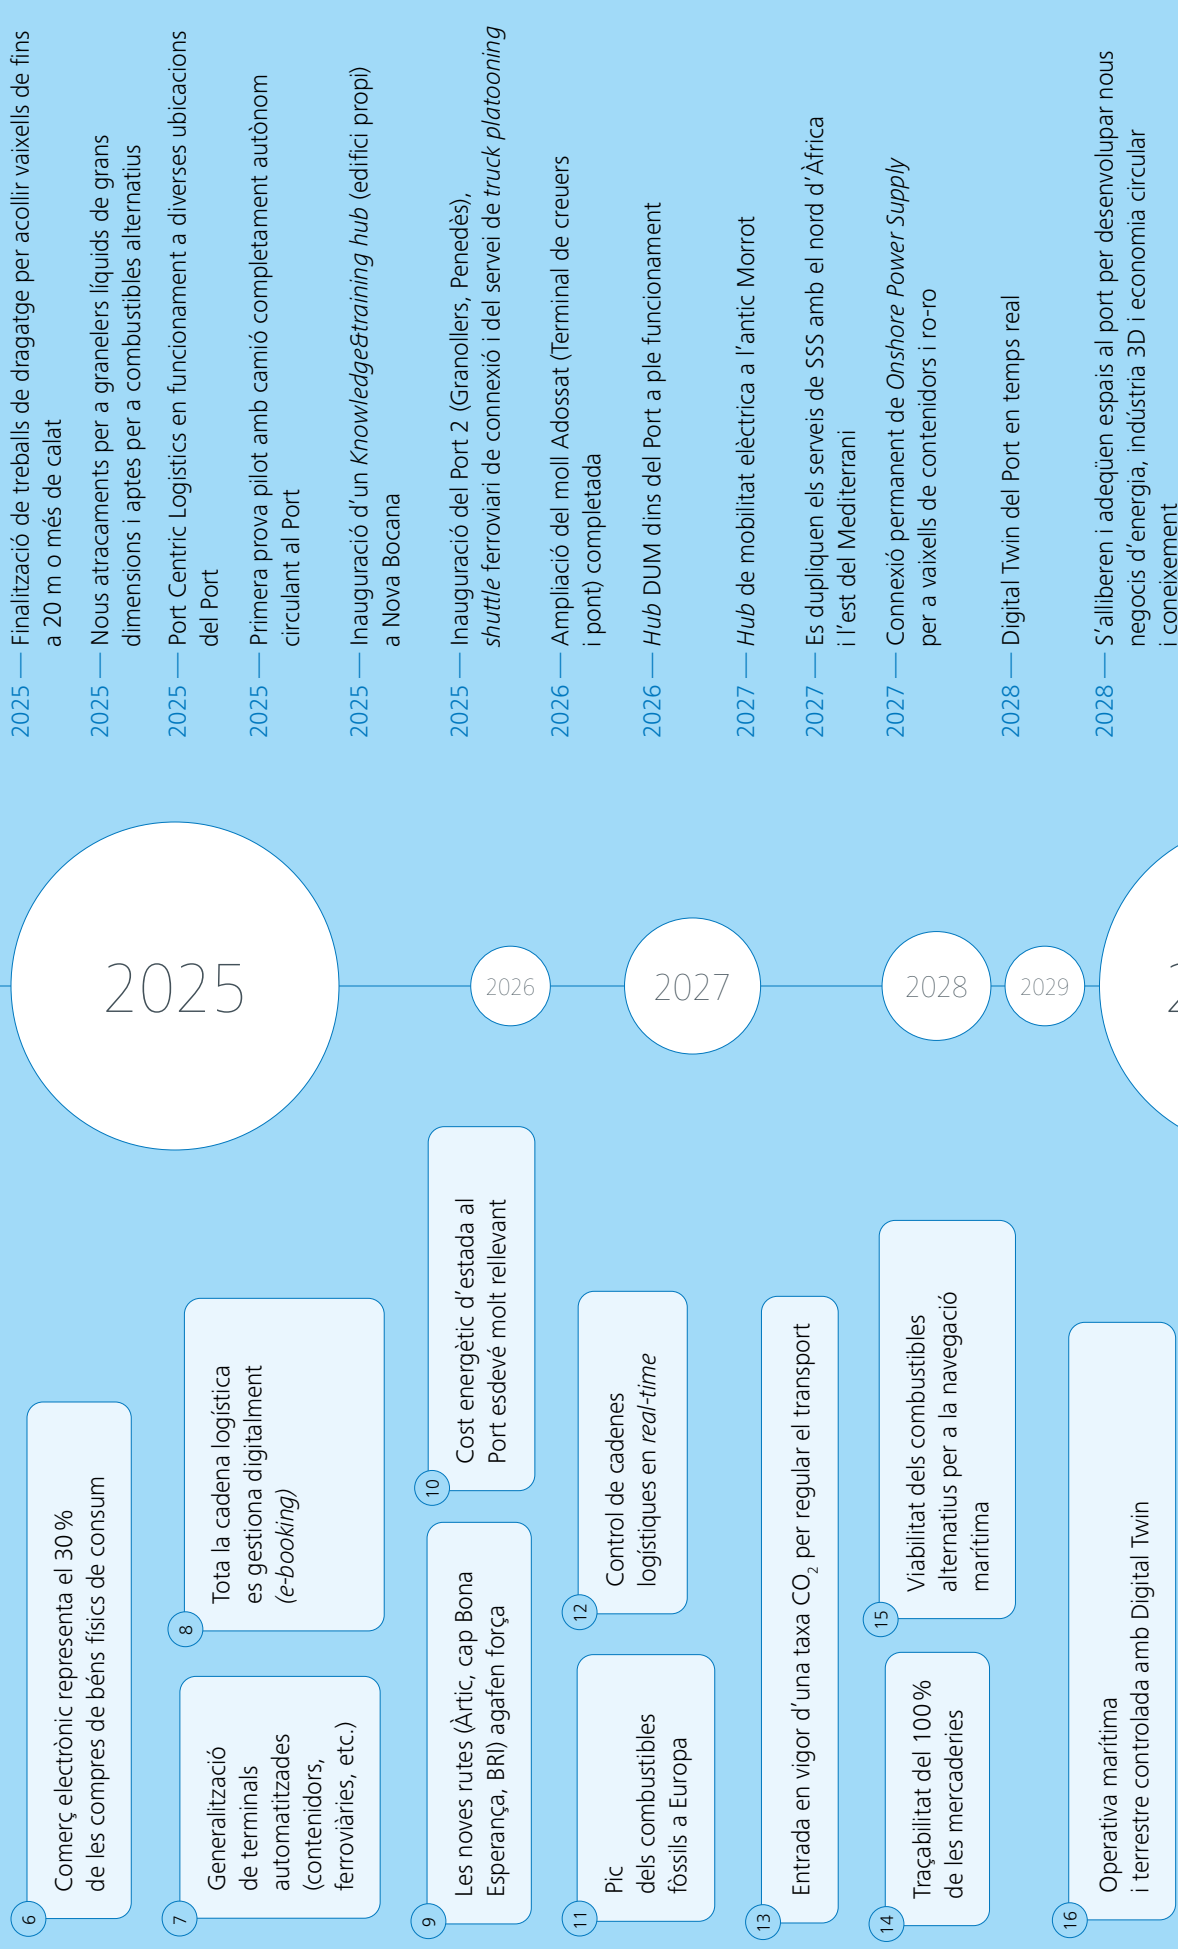 2025 — Finalització de treballs de dragatge per acollir vaixells de fins
a 20 m o més de calat
2025 — Nous atracaments per a granelers líquids de grans
dimensions i aptes per a combustibles alternatius
2025 — Port Centric Logistics en funcionament a diverses ubicacions
del Port
2025 — Primera prova pilot amb camió completament autònom
circulant al Port
2025 — Inauguració d’un Knowledge&training hub (edifici propi)
a Nova Bocana
2025 — Inauguració del Port 2 (Granollers, Penedès),
shuttle ferroviari de connexió i del servei de truck platooning
2026 — Ampliació del moll Adossat (Terminal de creuers
i pont) completada
2026 — Hub DUM dins del Port a ple funcionament
2027 — Hub de mobilitat elèctrica a l’antic Morrot
2027 — Es dupliquen els serveis de SSS amb el nord d’Àfrica
i l’est del Mediterrani
2027 — Connexió permanent de Onshore Power Supply
per a vaixells de contenidors i ro-ro
2028 — Digital Twin del Port en temps real
2028 — S’alliberen i adeqüen espais al port per desenvolupar nous
negocis d’energia, indústria 3D i economia circular
i coneixement
2025
2026
2027
2028
2029
6
Comerç electrònic representa el 30 %
de les compres de béns físics de consum
7
Generalització
de terminals
automatitzades
(contenidors,
ferroviàries, etc.)
8
Tota la cadena logística
es gestiona digitalment
(e-booking)
9
Les noves rutes (Àrtic, cap Bona
Esperança, BRI) agafen força
10
Cost energètic d’estada al
Port esdevé molt rellevant
11
Pic
dels combustibles
fòssils a Europa
12
Control de cadenes
logístiques en real-time
13
Entrada en vigor d’una taxa CO₂ per regular el transport
14
Traçabilitat del 100 %
de les mercaderies
15
Viabilitat dels combustibles
alternatius per a la navegació
marítima
16
Operativa marítima
i terrestre controlada amb Digital Twin